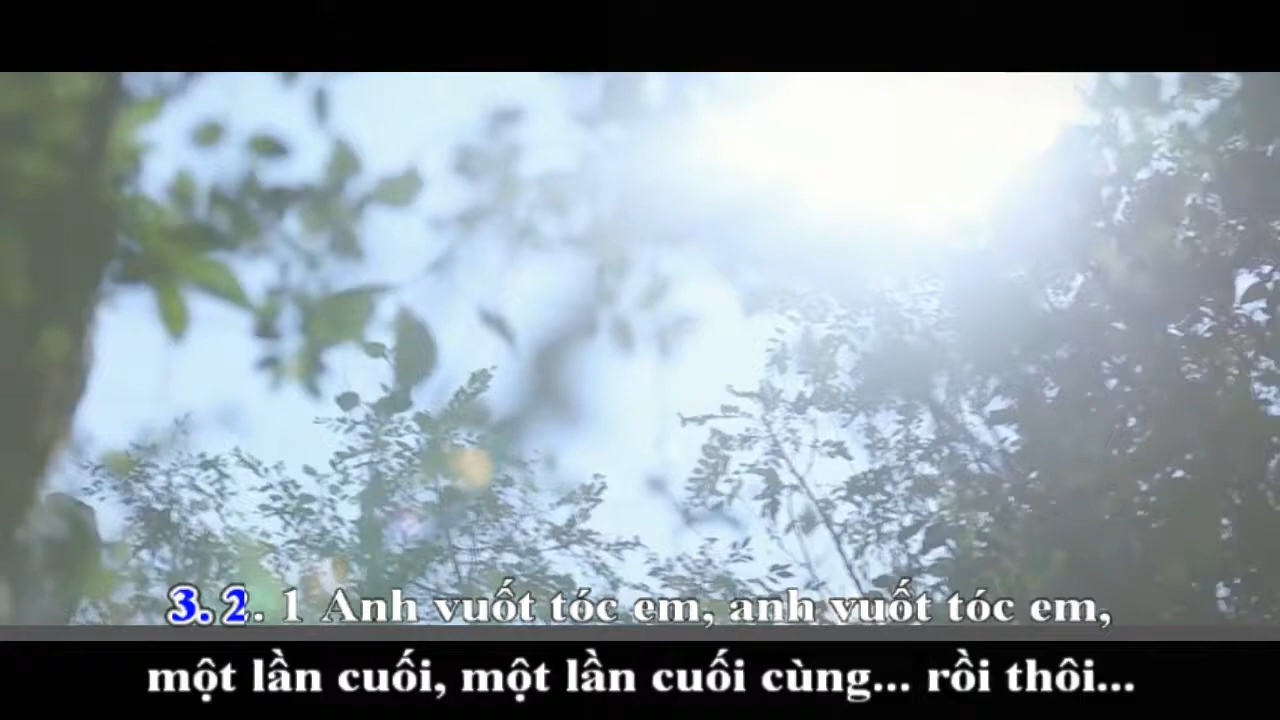 3. 2. 1 Anh vuốt tóc em, anh vuốt tóc em,
một lần cuối, một lần cuối cùng... rồi thôi...